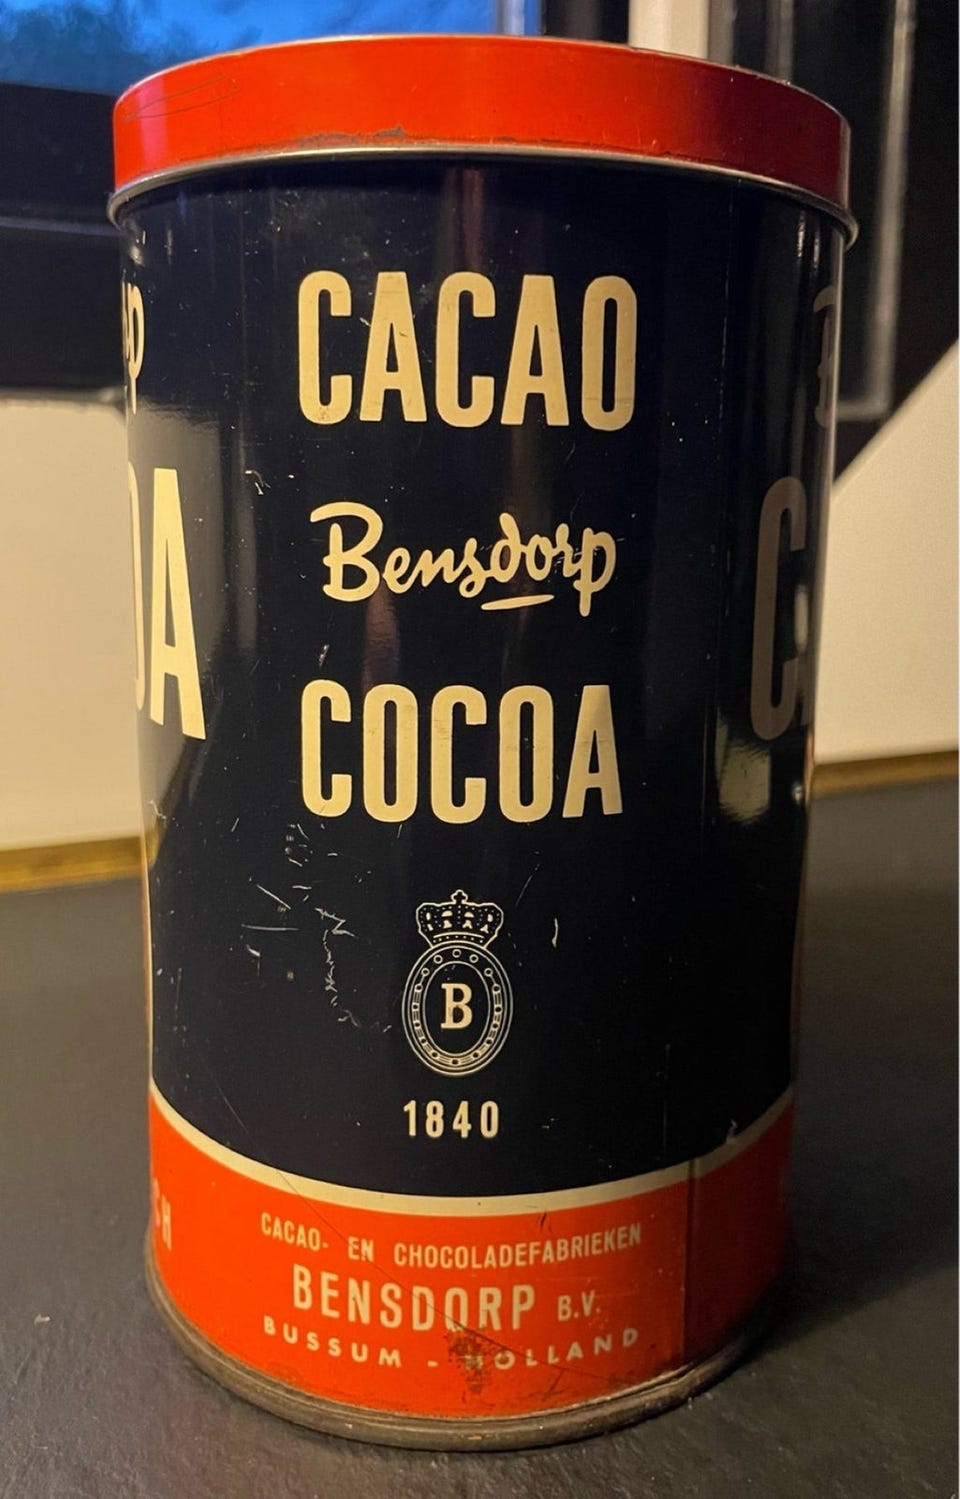 CACAO
Bensdorp
COCOA
B
1840
CACAO- EN CHOCOLADEFABRIEKEN
BENSDORP B.V.
BUSSUM - HOLLAND